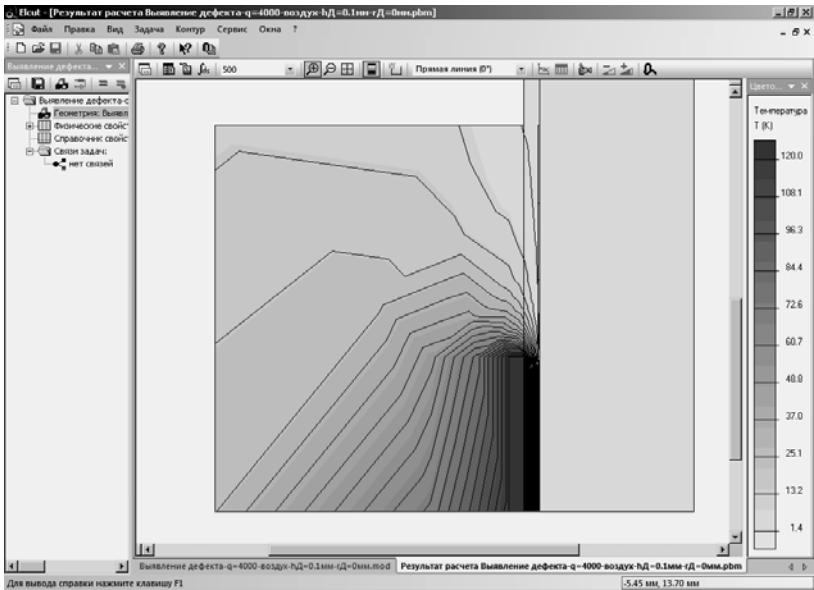 Elcut - [Результат расчета Выявление дефекта-q=4000-воздух-hД=0.1мм-rД=0мм.pbm]
Файл Правка Вид Задача Контур Сервис Окна ?
Выявление дефекта...
500
Прямая линия (0°)
Цвето...
Выявление дефекта-q
Геометрия: Выявл
Физические свойс
Справочник свойс
Связи задач:
нет связей
Температура
T (K)
120.0
108.1
96.3
84.4
72.6
60.7
48.8
37.0
25.1
13.2
1.4
Выявление дефекта-q=4000-воздух-hД=0.1мм-rД=0мм.mod
Результат расчета Выявление дефекта-q=4000-воздух-hД=0.1мм-rД=0мм.pbm
Для вывода справки нажмите клавишу F1
-5.45 мм, 13.70 мм